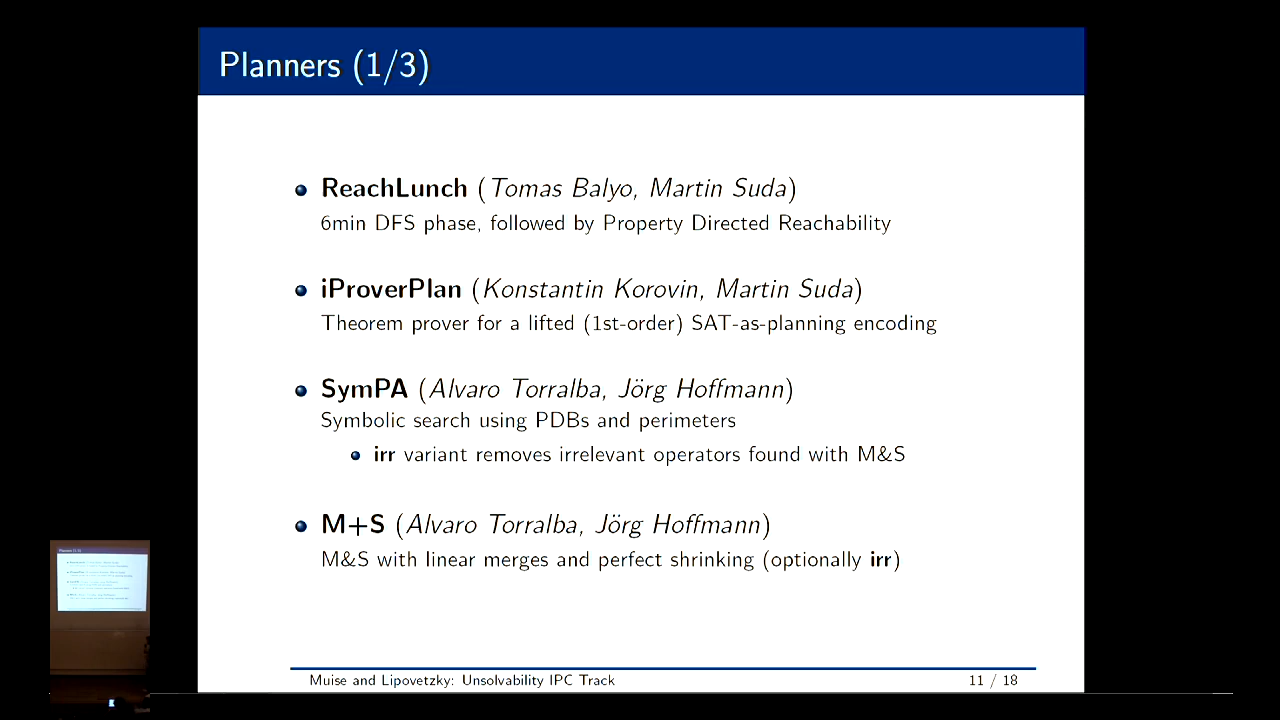 Planners (1/3)
ReachLunch (Tomas Balyo, Martin Suda)
6min DFS phase, followed by Property Directed Reachability
iProverPlan (Konstantin Korovin, Martin Suda)
Theorem prover for a lifted (1st-order) SAT-as-planning encoding
SymPA (Alvaro Torralba, Jörg Hoffmann)
Symbolic search using PDBs and perimeters
irr variant removes irrelevant operators found with M&S
M+S (Alvaro Torralba, Jörg Hoffmann)
M&S with linear merges and perfect shrinking (optionally irr)
Muise and Lipovetzky: Unsolvability IPC Track
11 / 18